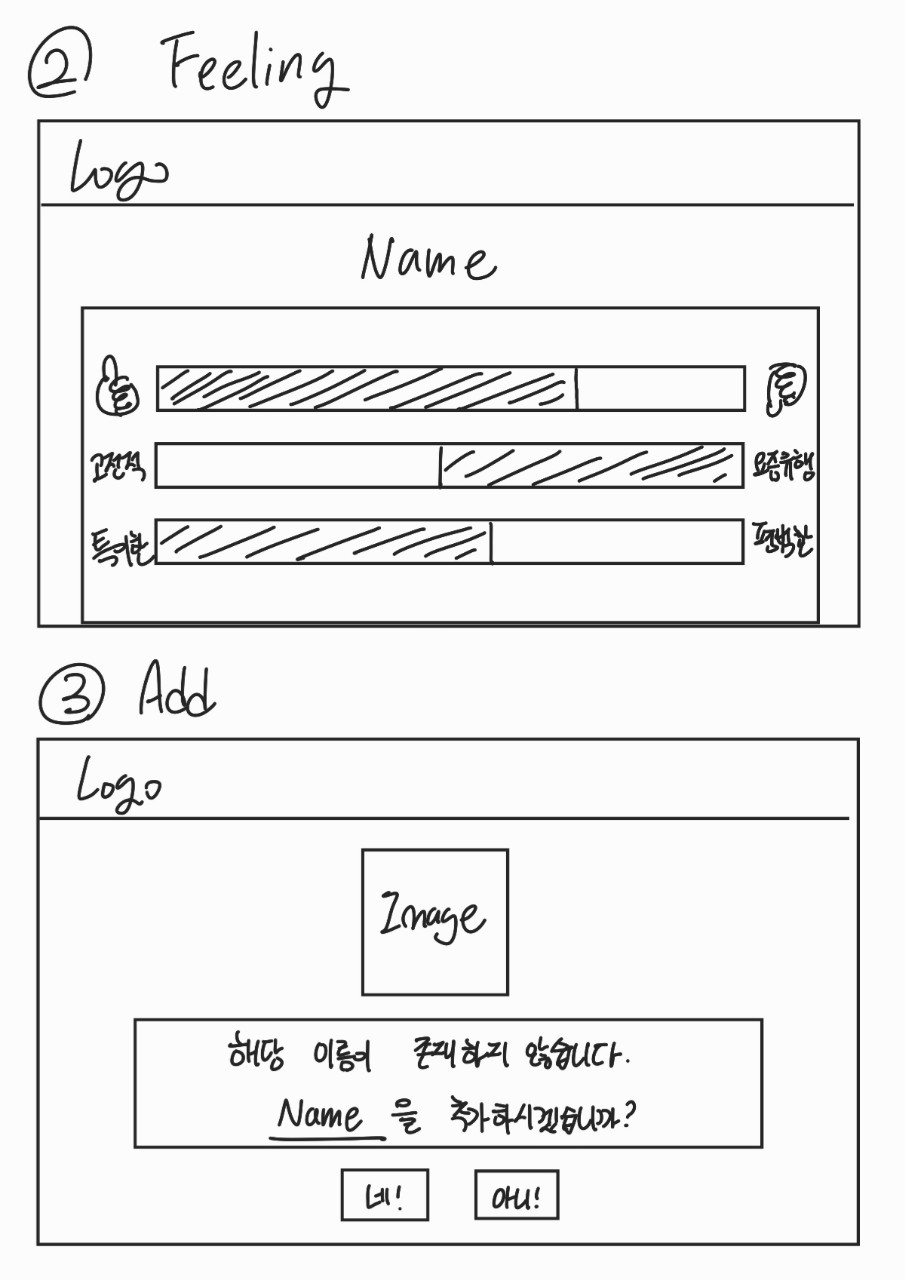 ② Feeling
Logo
Name
고전적 요즘유행
특이한 평범한
③ Add
Logo
Image
해당 이름이 존재하지 않습니다.
Name 을 추가하시겠습니까?
네! 아니!